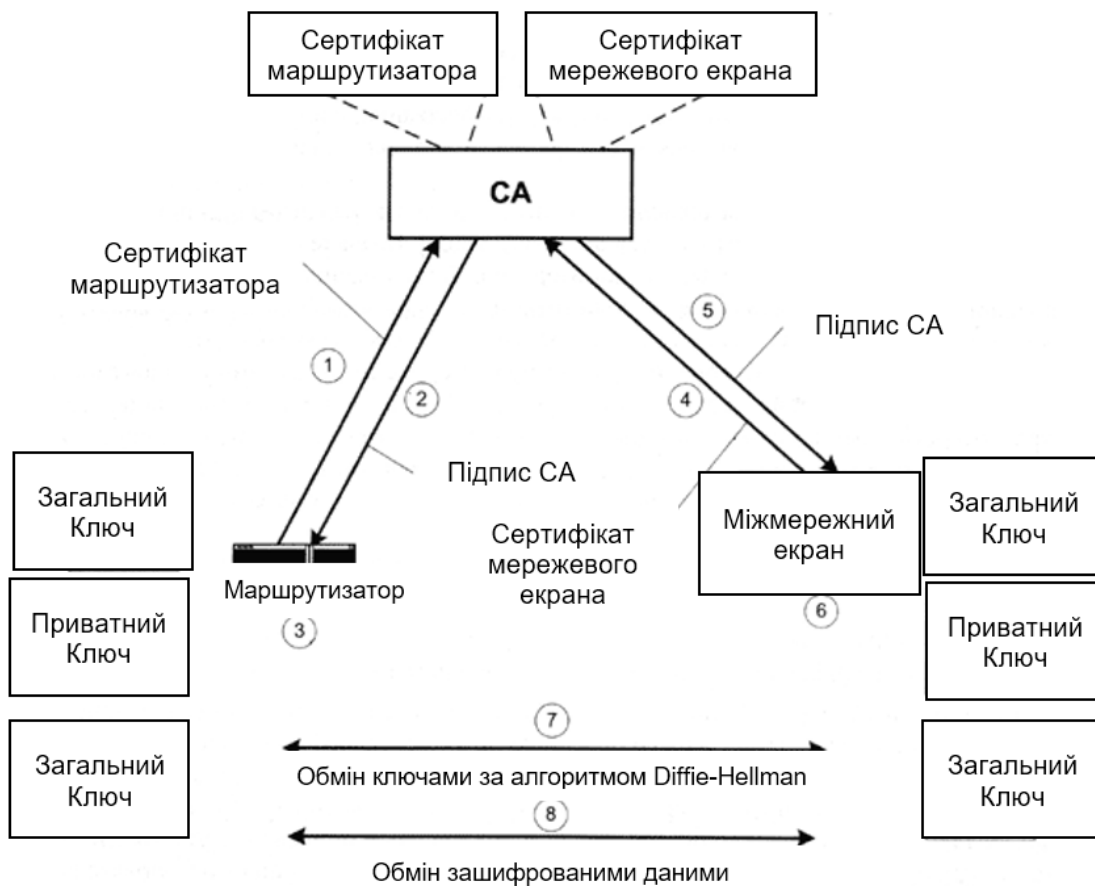 Сертифікат
маршрутизатора
Сертифікат
мережевого екрана
CA
Сертифікат
маршрутизатора
1
2
5
4
Підпис CA
Підпис CA
Загальний
Ключ
Приватний
Ключ
Загальний
Ключ
Маршрутизатор
3
Сертифікат
мережевого
екрана
Міжмережний
екран
6
Загальний
Ключ
Приватний
Ключ
Загальний
Ключ
7
Обмін ключами за алгоритмом Diffie-Hellman
8
Обмін зашифрованими даними